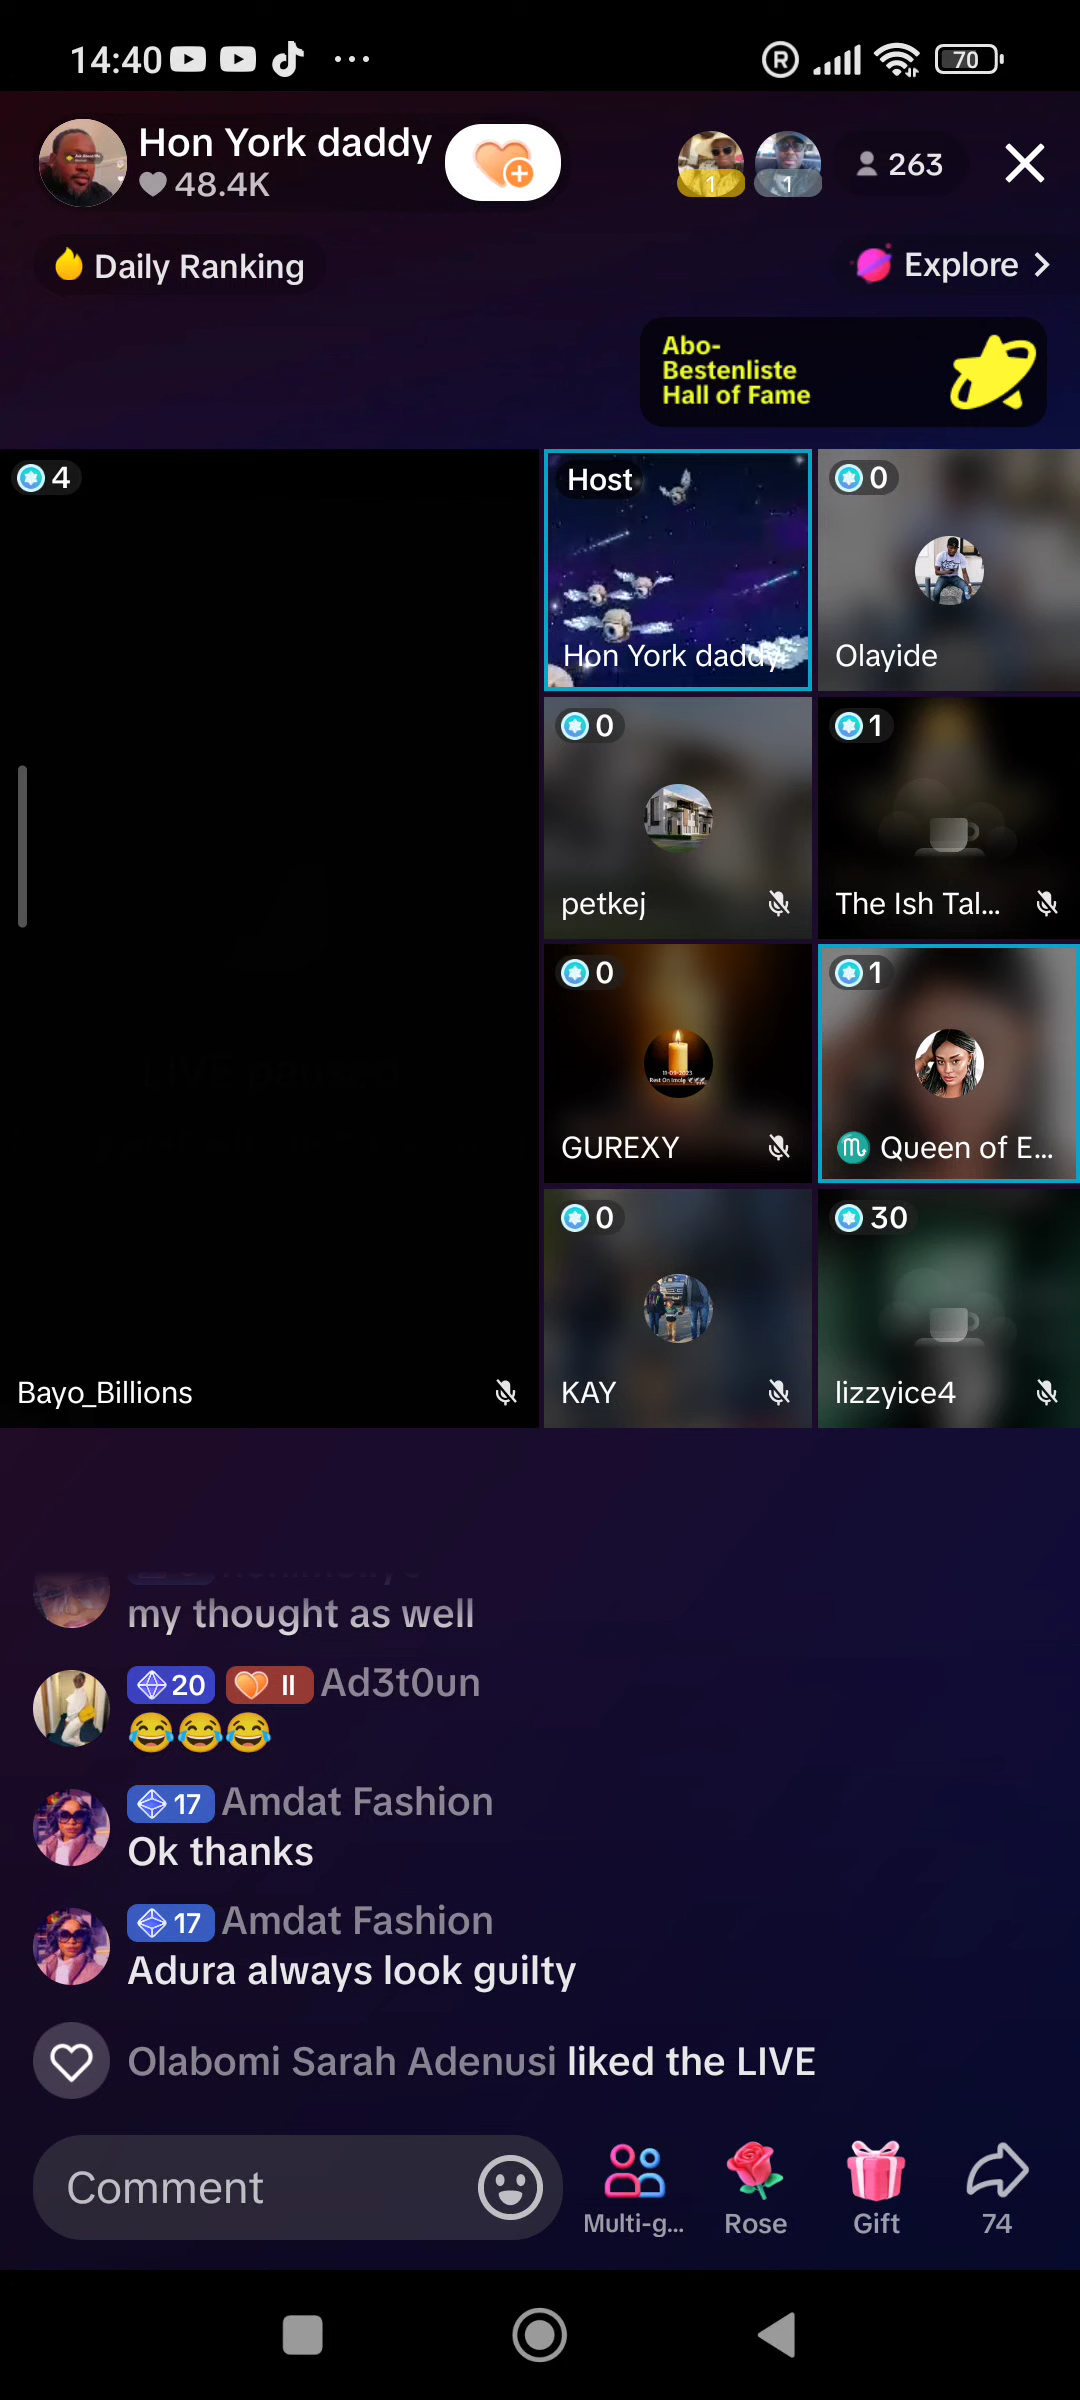 14:40
R
70
Hon York daddy
48.4K
1
1
263
Daily Ranking
Explore
Abo-
Bestenliste
Hall of Fame
4
Host
Hon York daddy
0
Olayide
0
petkej
1
The Ish Tal...
0
GUREXY
1
Queen of E...
0
KAY
30
lizzyice4
Bayo_Billions
my thought as well
20 II Ad3t0un
😂😂😂
17 Amdat Fashion
Ok thanks
17 Amdat Fashion
Adura always look guilty
Olabomi Sarah Adenusi liked the LIVE
Comment
Multi-g...
Rose
Gift
74